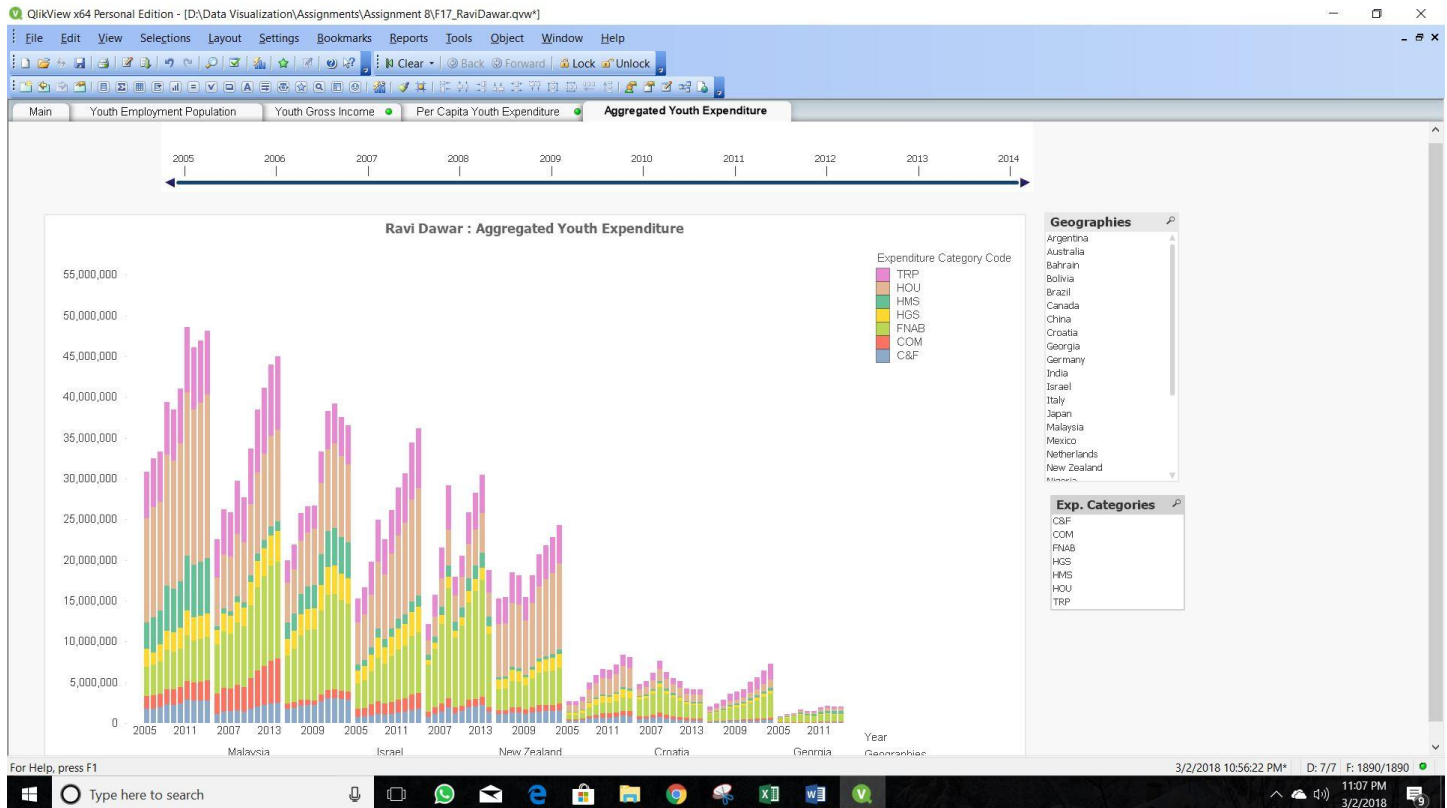 QlikView x64 Personal Edition - [D:\Data Visualization\Assignments\Assignment 8\F17_RaviDawar.qvw*]
File Edit View Selections Layout Settings Bookmarks Reports Tools Object Window Help
Clear Back Forward Lock Unlock
Main Youth Employment Population Youth Gross Income Per Capita Youth Expenditure Aggregated Youth Expenditure
2005 2006 2007 2008 2009 2010 2011 2012 2013 2014
Ravi Dawar : Aggregated Youth Expenditure
Expenditure Category Code
TRP
HOU
HMS
HGS
FNAB
COM
C&F
55,000,000
50,000,000
45,000,000
40,000,000
35,000,000
30,000,000
25,000,000
20,000,000
15,000,000
10,000,000
5,000,000
0
2005 2011 2007 2013 2009 2005 2011 2007 2013 2009 2005 2011 2007 2013 2009 2005 2011
Year
Malaysia Israel New Zealand Croatia Georgia
Geographies
Geographies
Argentina
Australia
Bahrain
Bolivia
Brazil
Canada
China
Croatia
Georgia
Germany
India
Israel
Italy
Japan
Malaysia
Mexico
Netherlands
New Zealand
Nigeria
Exp. Categories
C&F
COM
FNAB
HGS
HMS
HOU
TRP
For Help, press F1
3/2/2018 10:56:22 PM* D: 7/7 F: 1890/1890
Type here to search
11:07 PM
3/2/2018
9